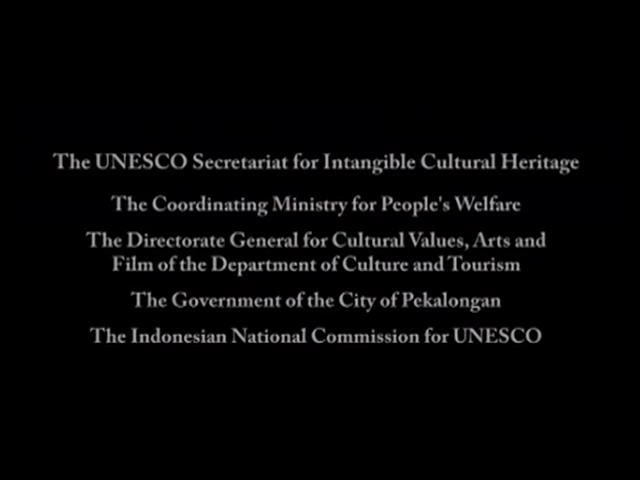 The UNESCO Secretariat for Intangible Cultural Heritage
The Coordinating Ministry for People's Welfare
The Directorate General for Cultural Values, Arts and
Film of the Department of Culture and Tourism
The Government of the City of Pekalongan
The Indonesian National Commission for UNESCO